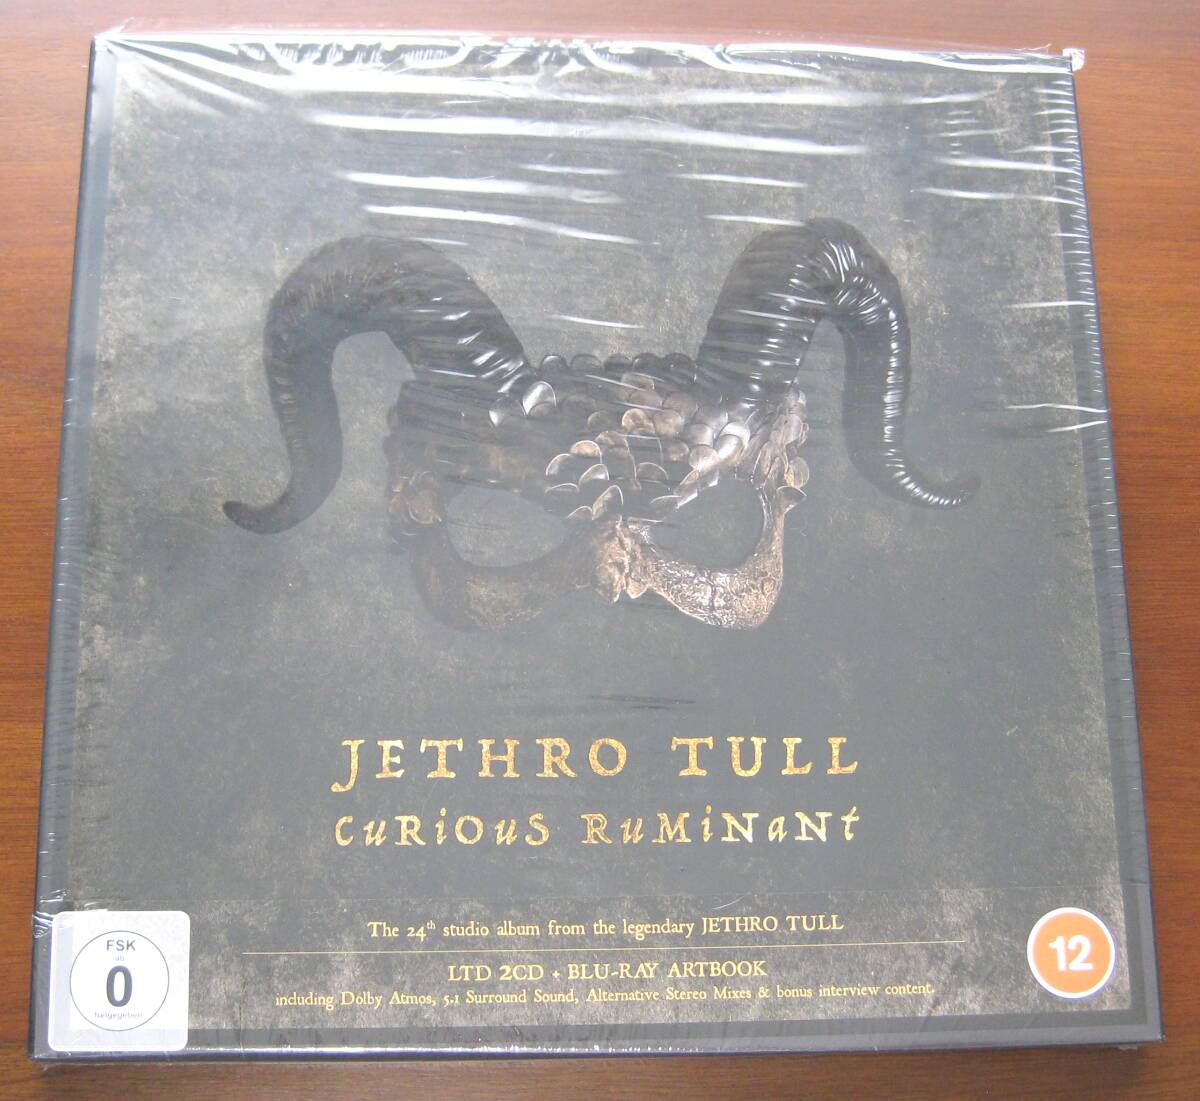 JETHRO TULL
CuRiOuS RuMiNaNt
The 24th studio album from the legendary JETHRO TULL
LTD 2CD + BLU-RAY ARTBOOK
including Dolby Atmos, 5.1 Surround Sound, Alternative Stereo Mixes & bonus interview content.
FSK
ab
0
freigegeben
12